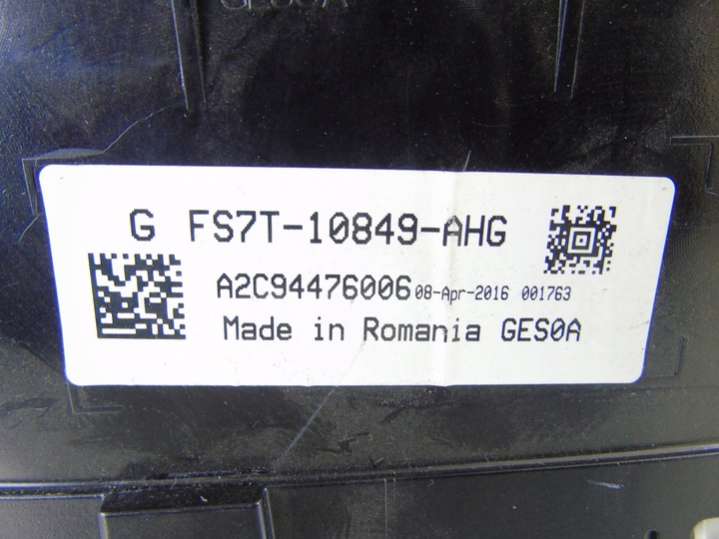 G FS7T-10849-AHG
A2C94476006 08-Apr-2016 001763
Made in Romania GES0A